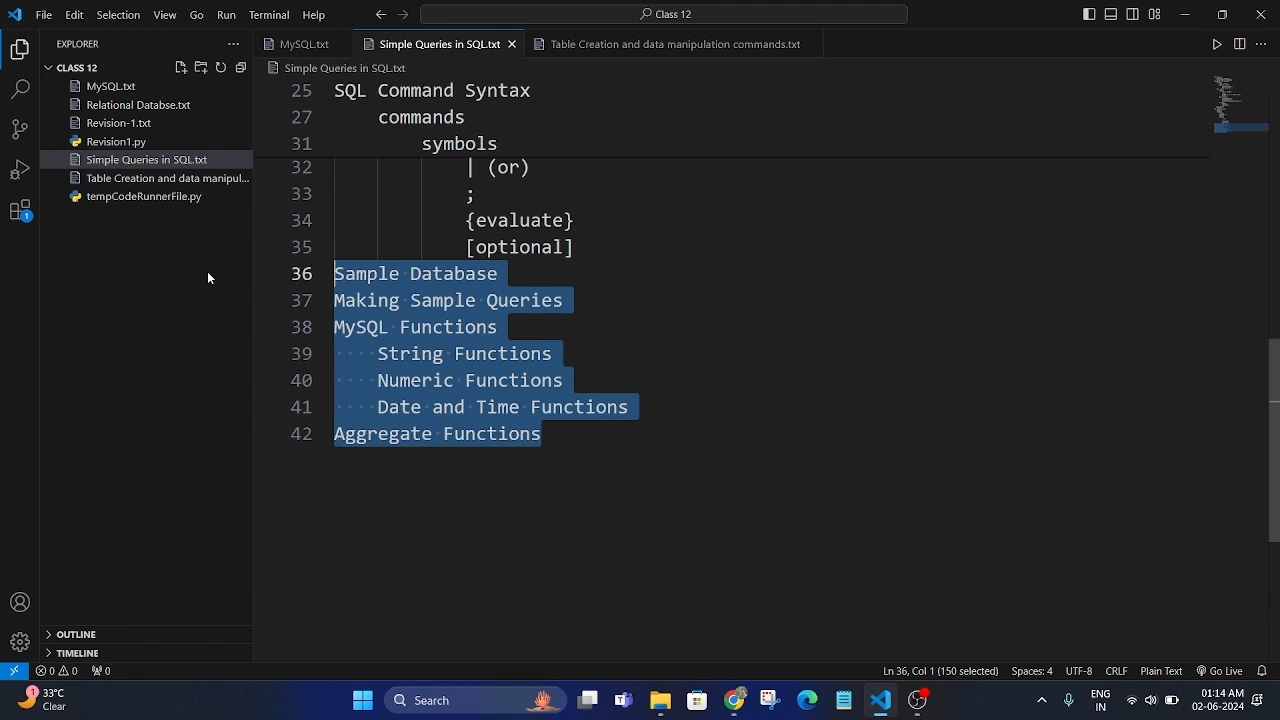 File Edit Selection View Go Run Terminal Help
Class 12
EXPLORER
CLASS 12
MySQL.txt
Relational Databse.txt
Revision-1.txt
Revision1.py
Simple Queries in SQL.txt
Table Creation and data manipul...
tempCodeRunnerFile.py
OUTLINE
TIMELINE
MySQL.txt
Simple Queries in SQL.txt
Table Creation and data manipulation commands.txt
Simple Queries in SQL.txt
25 SQL Command Syntax
27 commands
31 symbols
32 | (or)
33 ;
34 {evaluate}
35 [optional]
36 Sample Database
37 Making Sample Queries
38 MySQL Functions
39 String Functions
40 Numeric Functions
41 Date and Time Functions
42 Aggregate Functions
1
0 0 0
Ln 36, Col 1 (150 selected) Spaces: 4 UTF-8 CRLF Plain Text Go Live
1
33°C
Clear
Search
ENG
IN
01:14 AM
02-06-2024